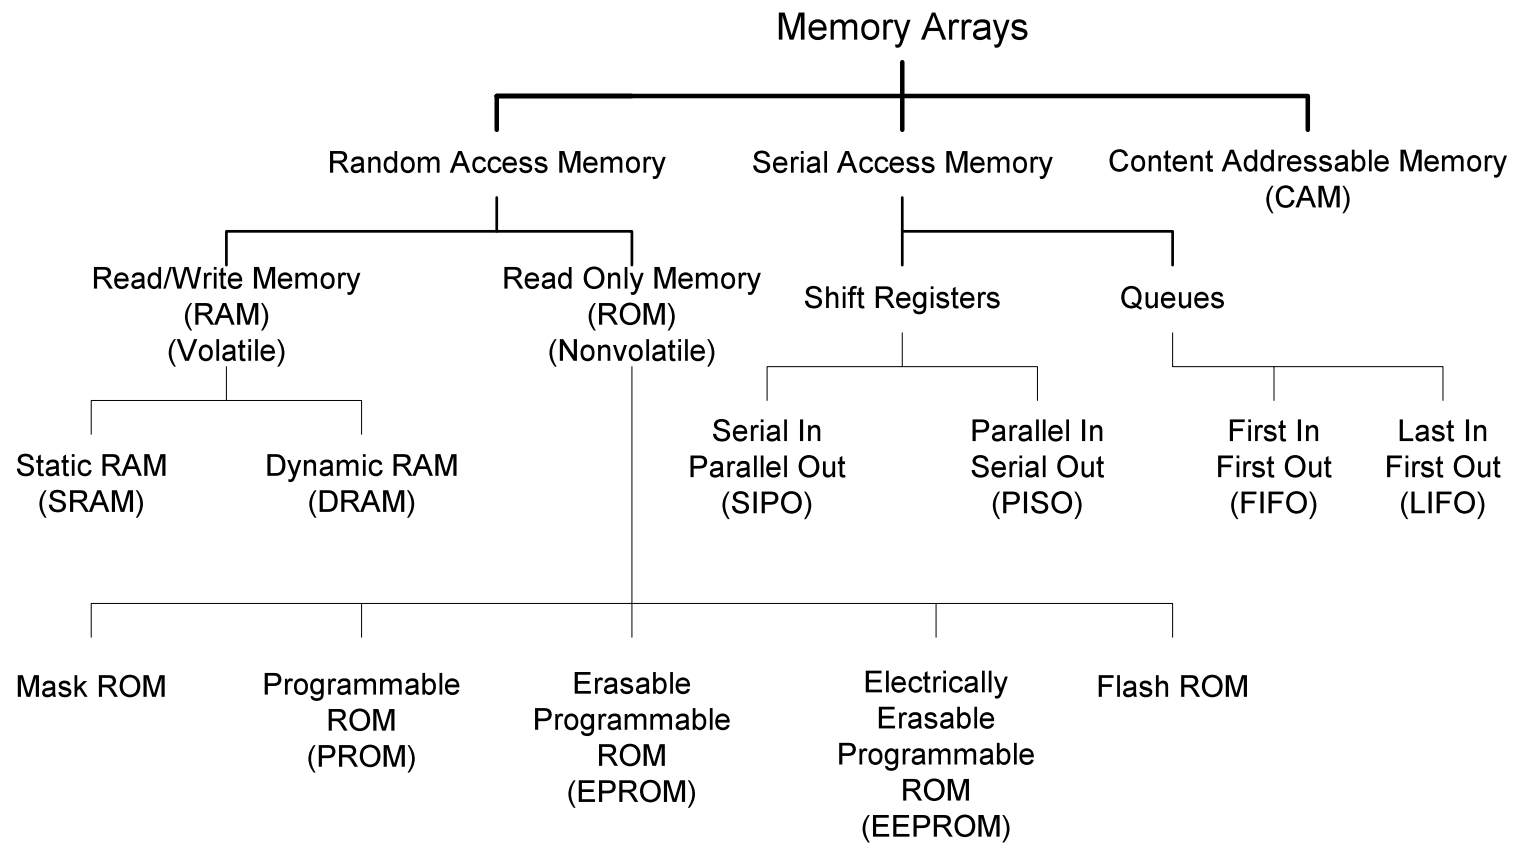 Memory Arrays
Random Access Memory
Serial Access Memory
Content Addressable Memory
(CAM)
Read/Write Memory
(RAM)
(Volatile)
Read Only Memory
(ROM)
(Nonvolatile)
Shift Registers
Queues
Static RAM
(SRAM)
Dynamic RAM
(DRAM)
Serial In
Parallel Out
(SIPO)
Parallel In
Serial Out
(PISO)
First In
First Out
(FIFO)
Last In
First Out
(LIFO)
Mask ROM
Programmable
ROM
(PROM)
Erasable
Programmable
ROM
(EPROM)
Electrically
Erasable
Programmable
ROM
(EEPROM)
Flash ROM